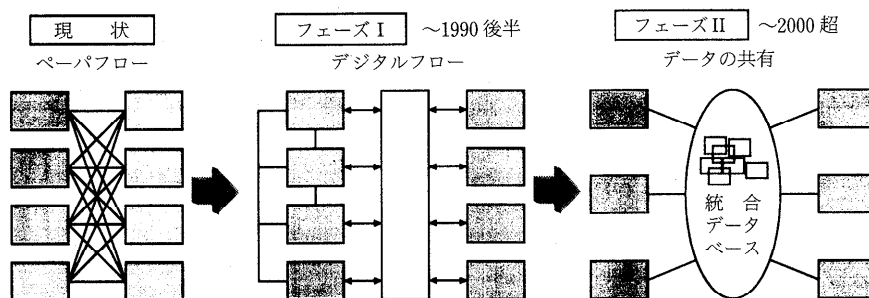 現 状
ペーパフロー
フェーズⅠ ～1990後半
デジタルフロー
フェーズⅡ ～2000超
データの共有
統 合
データ
ベース